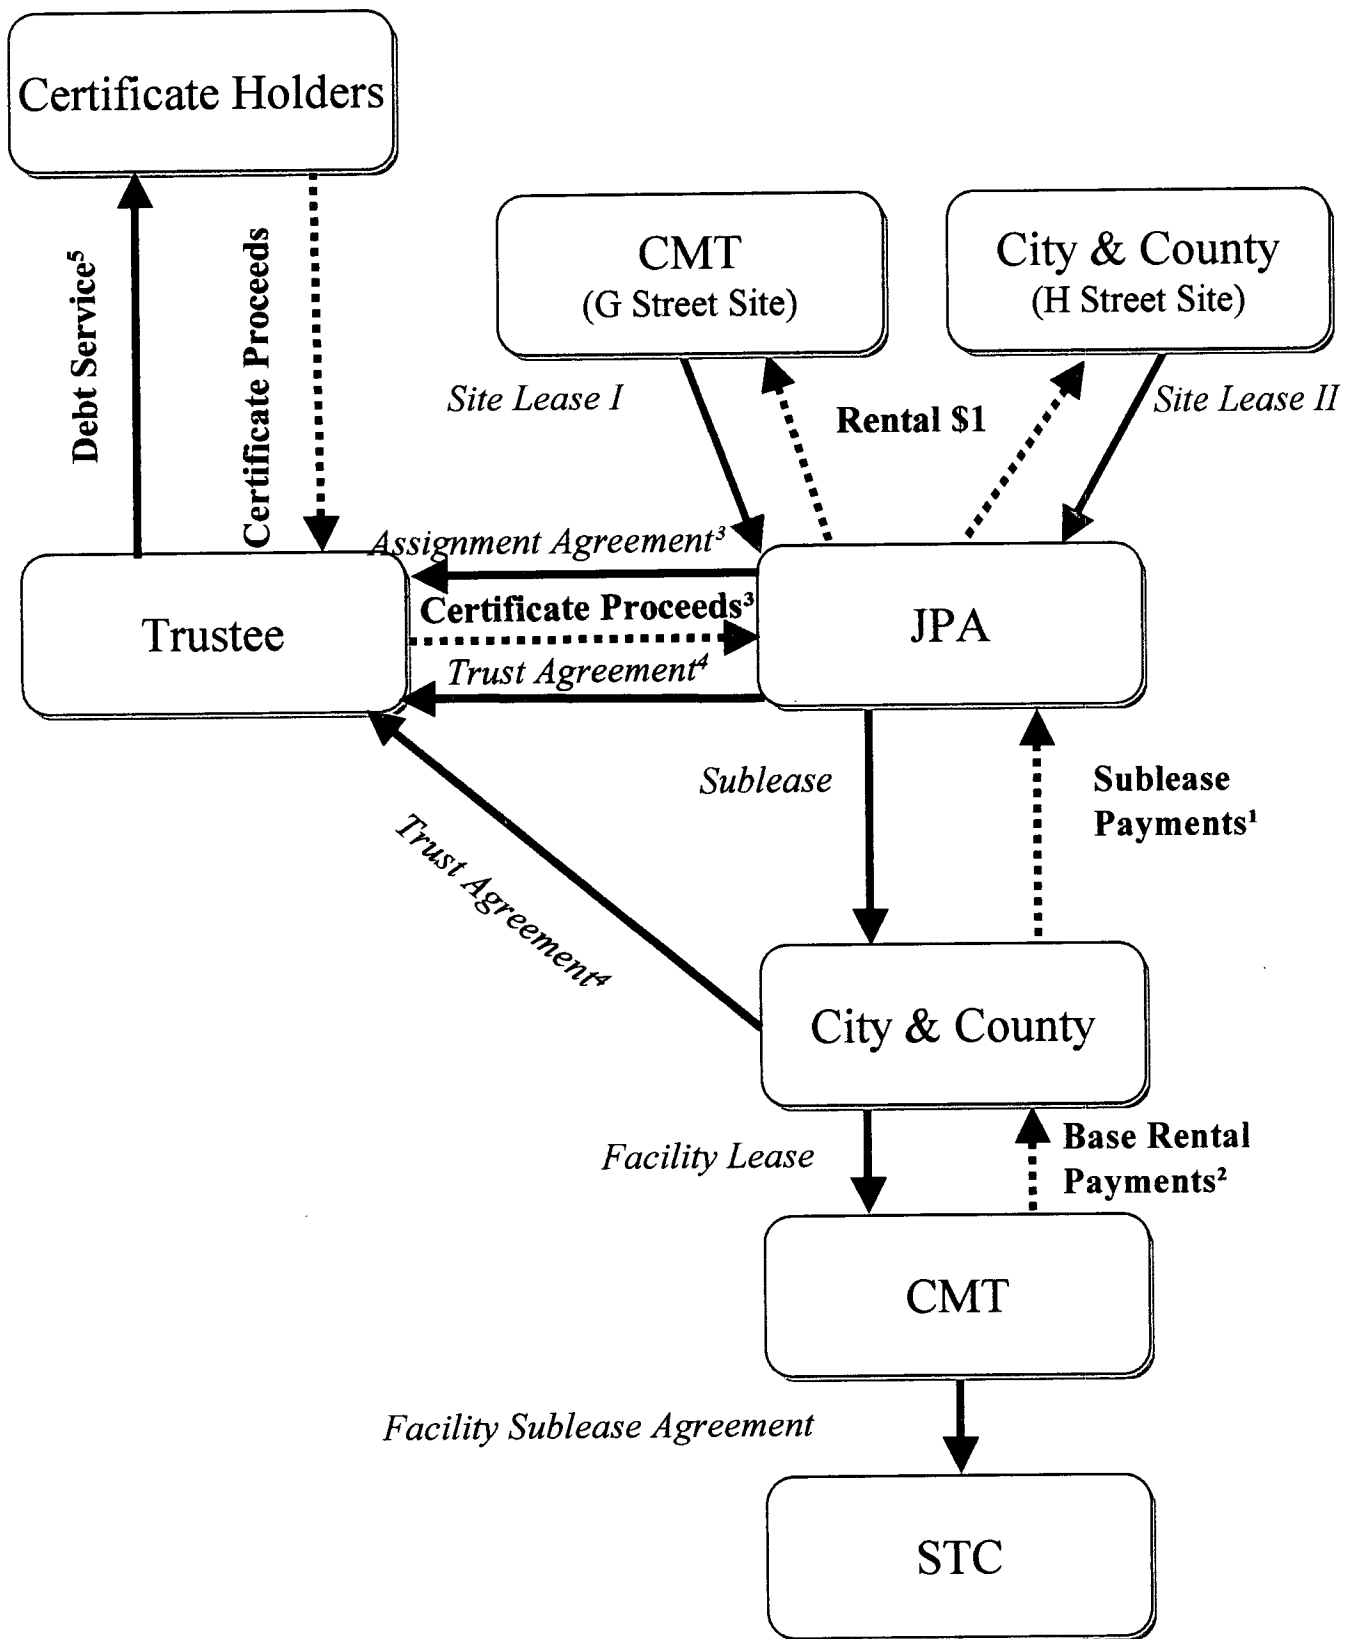 Certificate Holders
Debt Service⁵
Certificate Proceeds
CMT
(G Street Site)
City & County
(H Street Site)
Site Lease I
Rental $1
Site Lease II
Assignment Agreement³
Certificate Proceeds³
Trust Agreement⁴
Trustee
JPA
Sublease
Sublease
Payments¹
Trust Agreement⁴
City & County
Facility Lease
Base Rental
Payments²
CMT
Facility Sublease Agreement
STC